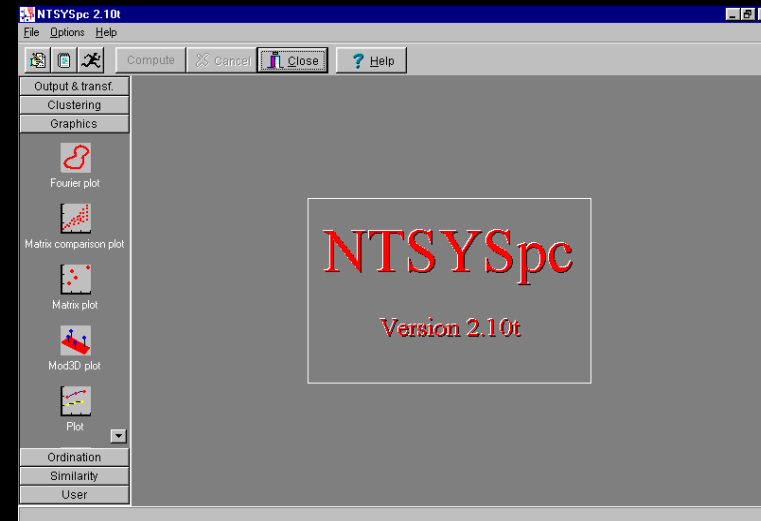 NTSYSpc 2.10t
File Options Help
Compute Cancel Close ? Help
Output & transf.
Clustering
Graphics
Fourier plot
Matrix comparison plot
Matrix plot
Mod3D plot
Plot
Ordination
Similarity
User
NTSYSpc
Version 2.10t